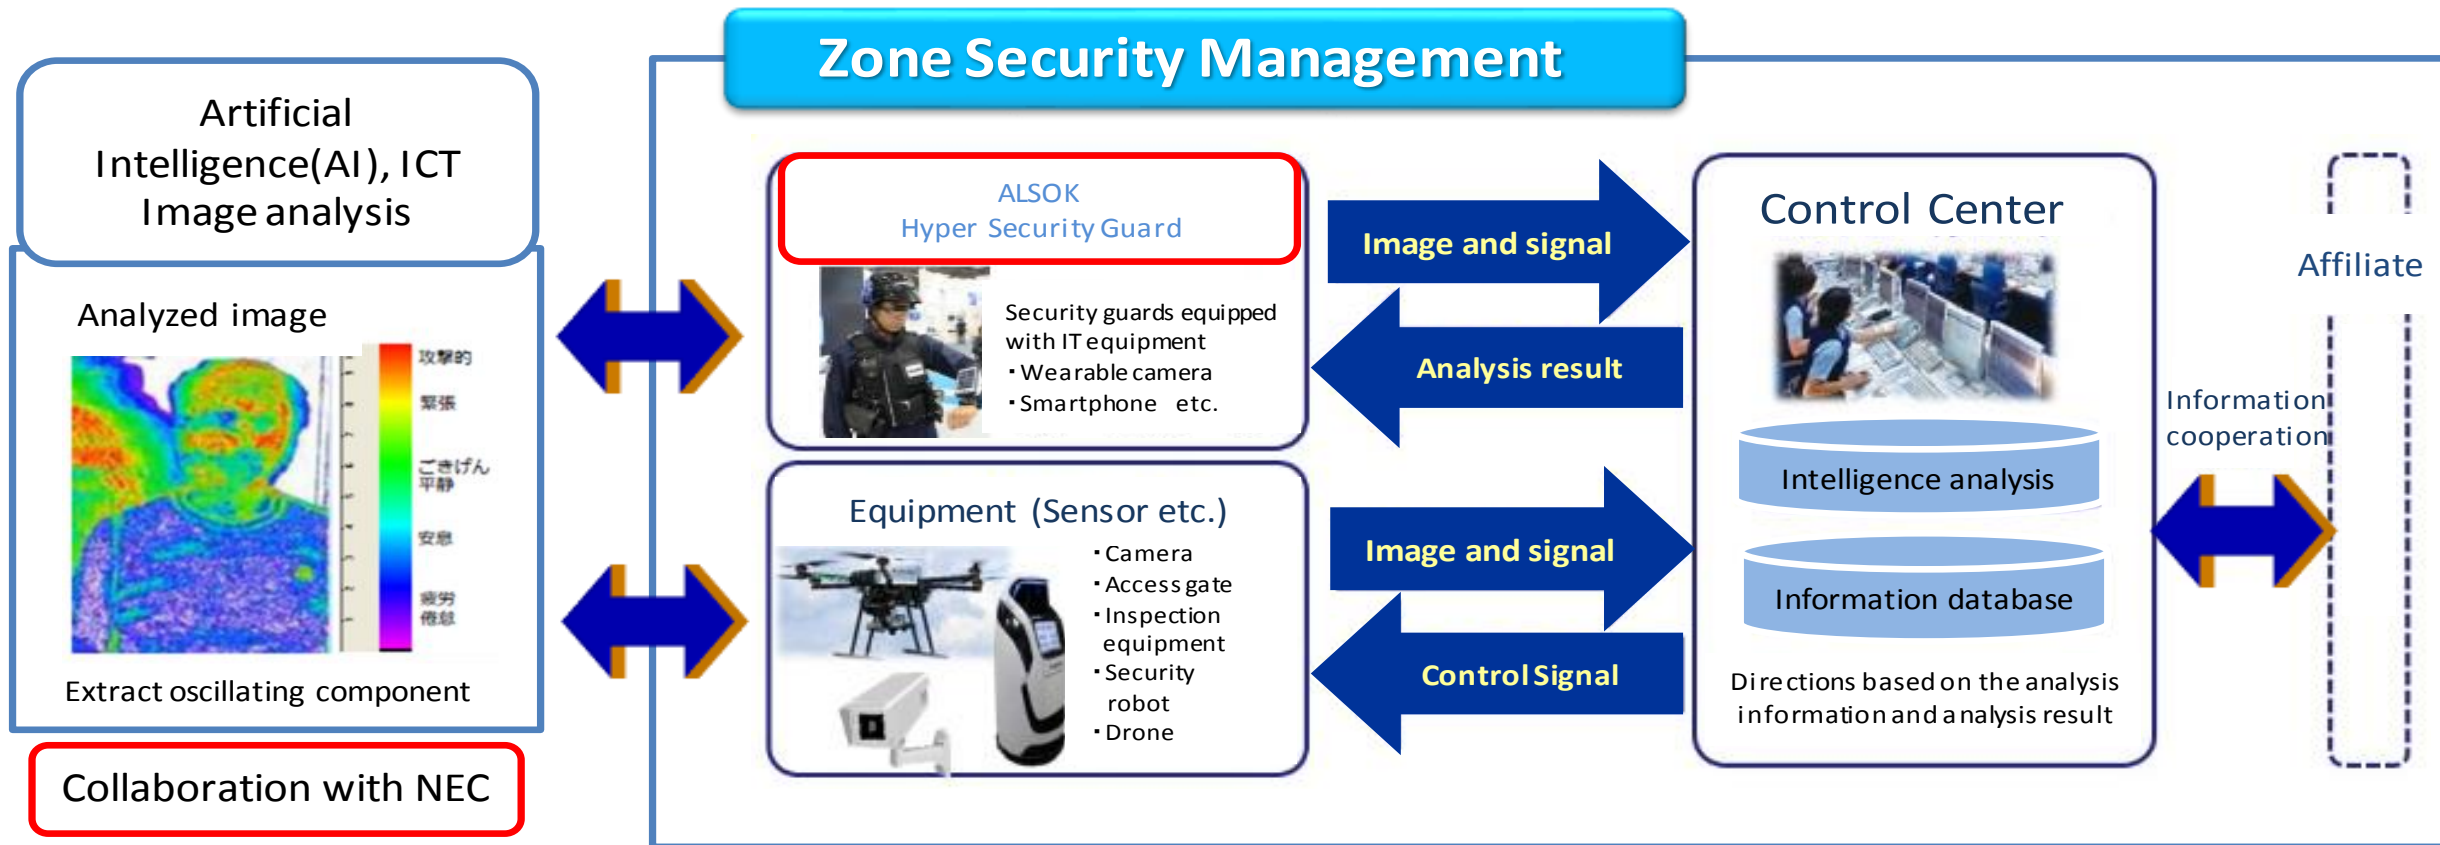 Zone Security Management
Artificial
Intelligence(AI), ICT
Image analysis
Analyzed image
攻撃的
緊張
ごきげん
平静
安息
疲労
倦怠
Extract oscillating component
Collaboration with NEC
ALSOK
Hyper Security Guard
Security guards equipped
with IT equipment
・Wearable camera
・Smartphone etc.
Equipment (Sensor etc.)
・Camera
・Access gate
・Inspection
equipment
・Security
robot
・Drone
Image and signal
Analysis result
Image and signal
Control Signal
Control Center
Intelligence analysis
Information database
Directions based on the analysis
information and analysis result
Information
cooperation
Affiliate